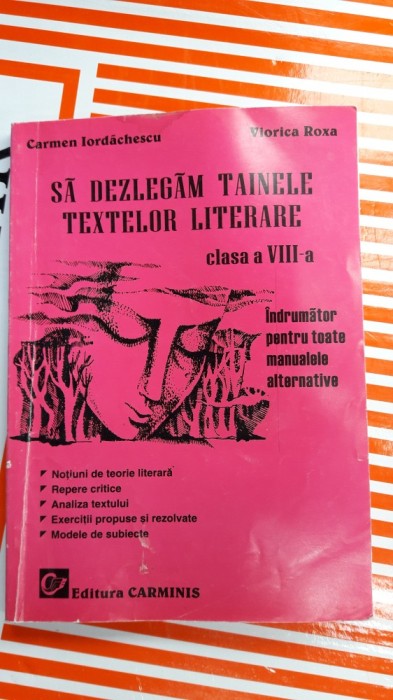 Carmen Iordăchescu
Viorica Roxa
SĂ DEZLEGĂM TAINELE
TEXTELOR LITERARE
clasa a VIII-a
Îndrumător
pentru toate
manualele
alternative
Noțiuni de teorie literară
Repere critice
Analiza textului
Exerciții propuse și rezolvate
Modele de subiecte
Editura CARMINIS